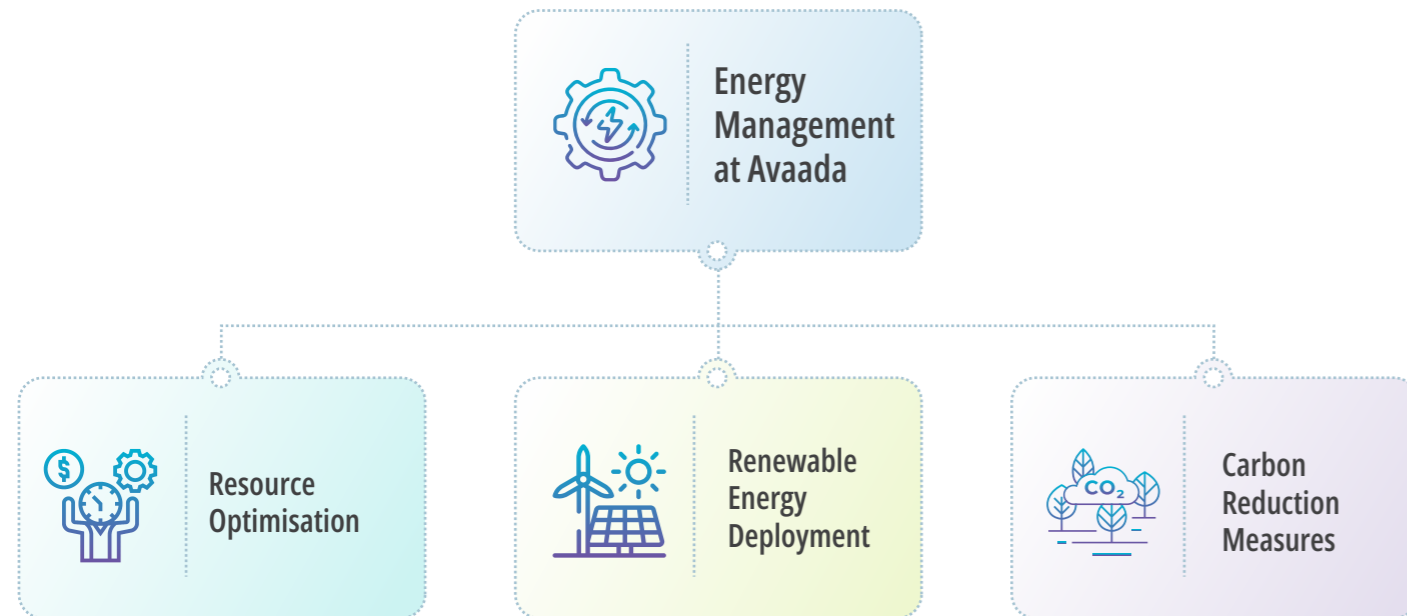 Energy
Management
at Avaada
$
Resource
Optimisation
Renewable
Energy
Deployment
CO₂
Carbon
Reduction
Measures